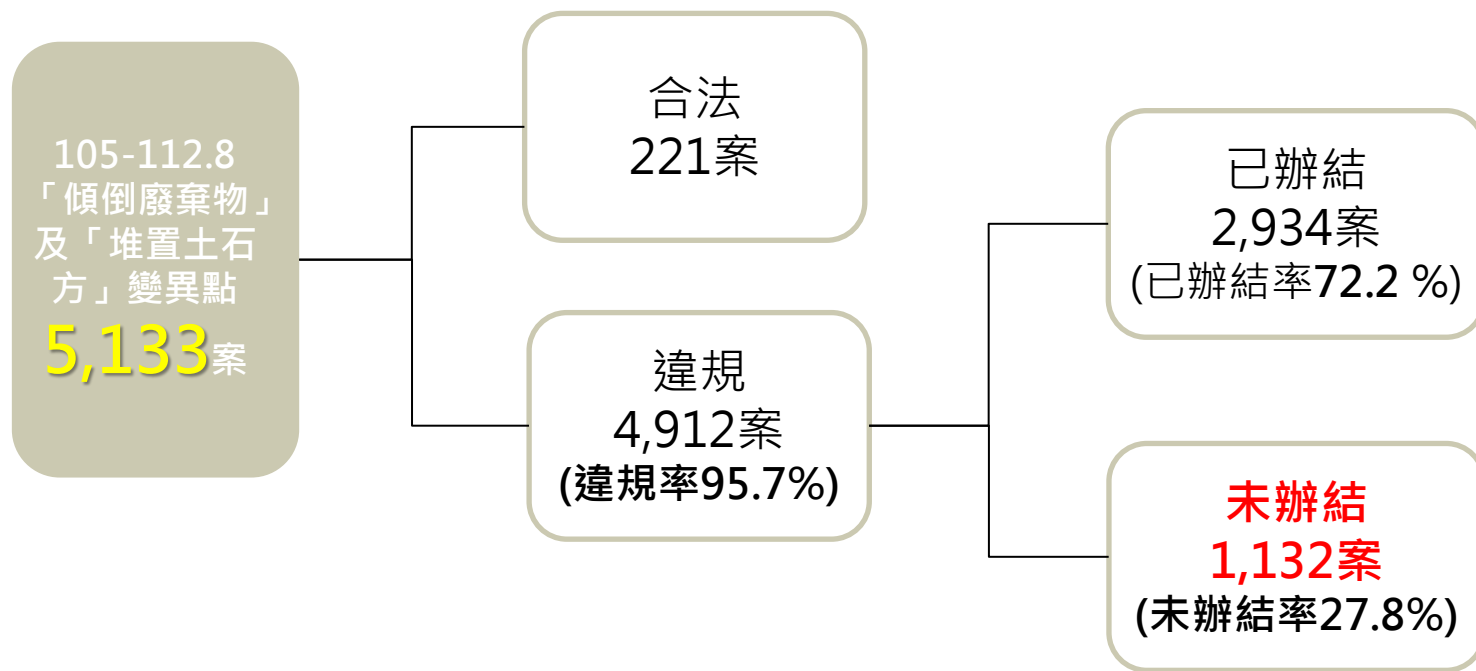 105-112.8
「傾倒廢棄物」
及「堆置土石
方」變異點
5,133案
合法
221案
違規
4,912案
(違規率95.7%)
已辦結
2,934案
(已辦結率72.2 %)
未辦結
1,132案
(未辦結率27.8%)